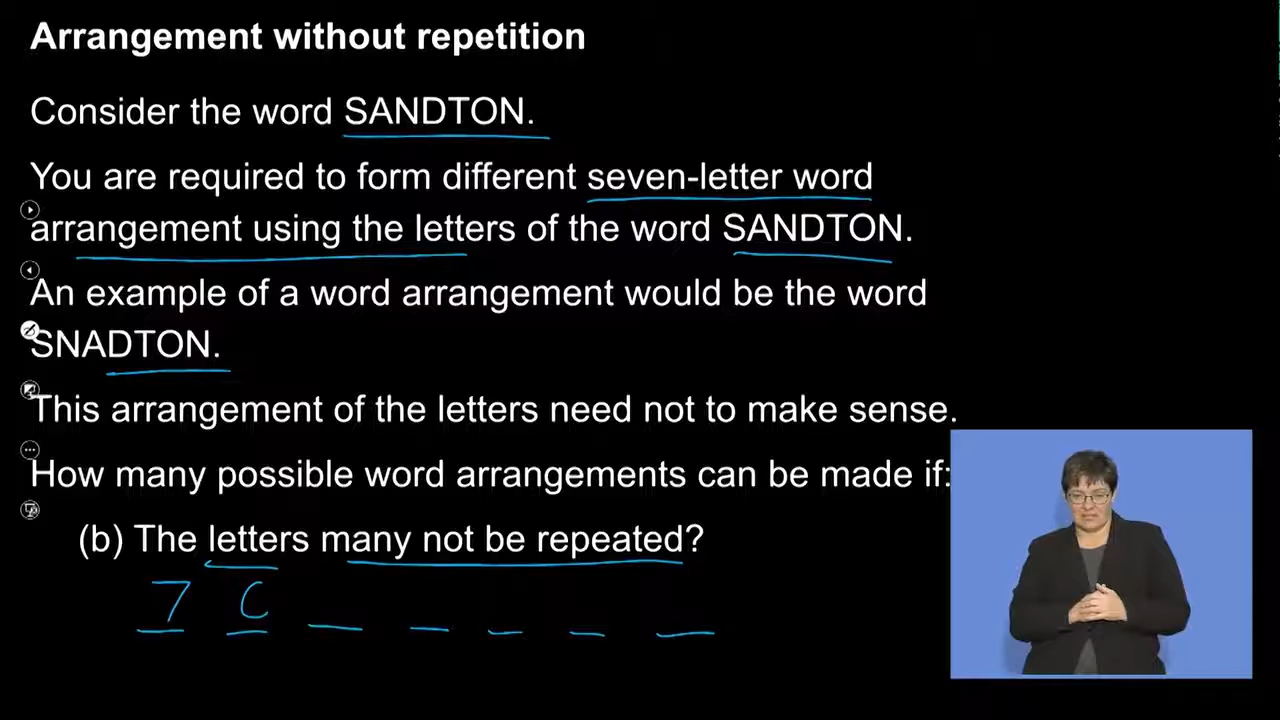 Arrangement without repetition
Consider the word SANDTON.
You are required to form different seven-letter word
arrangement using the letters of the word SANDTON.
An example of a word arrangement would be the word
SNADTON.
This arrangement of the letters need not to make sense.
How many possible word arrangements can be made if:
(b) The letters many not be repeated?
7